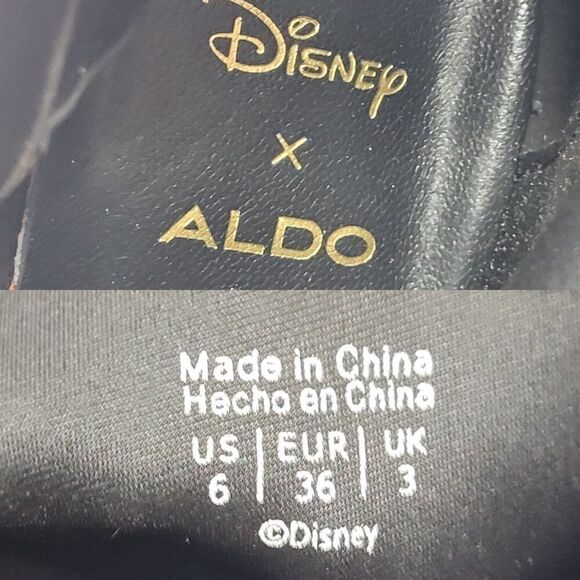 Disney
x
ALDO
Made in China
Hecho en China
US | EUR | UK
6 | 36 | 3
©Disney